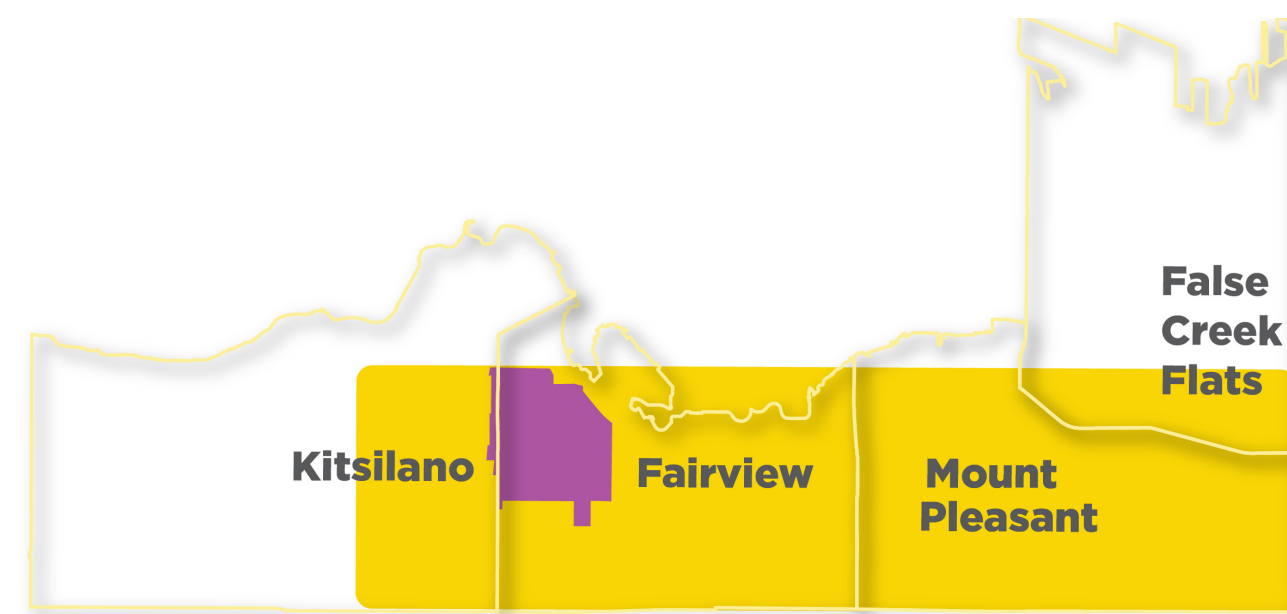 False
Creek
Flats
Kitsilano
Fairview
Mount
Pleasant